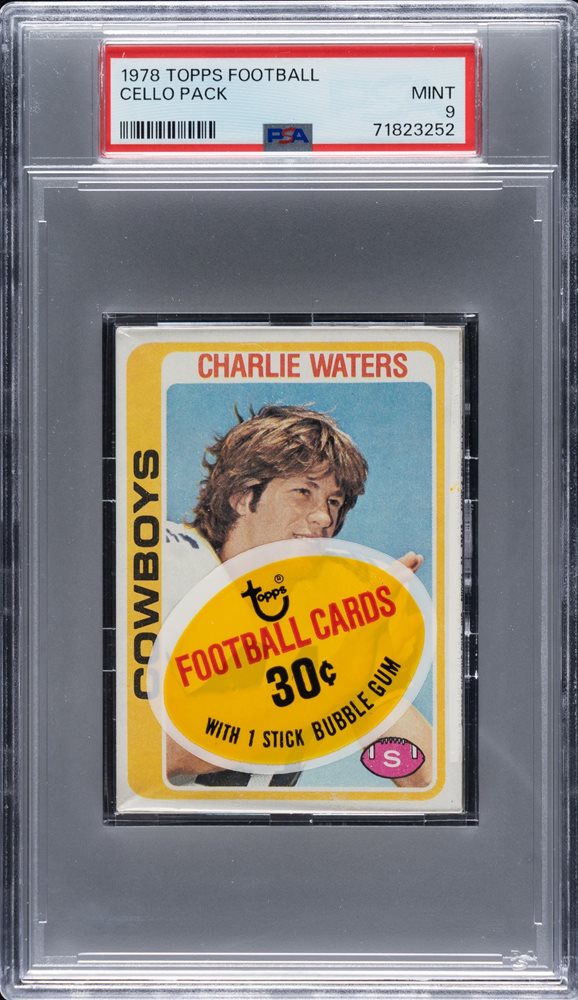 1978 TOPPS FOOTBALL
CELLO PACK
MINT
9
71823252
PSA
CHARLIE WATERS
COWBOYS
topps®
FOOTBALL CARDS
30¢
WITH 1 STICK BUBBLE GUM
S